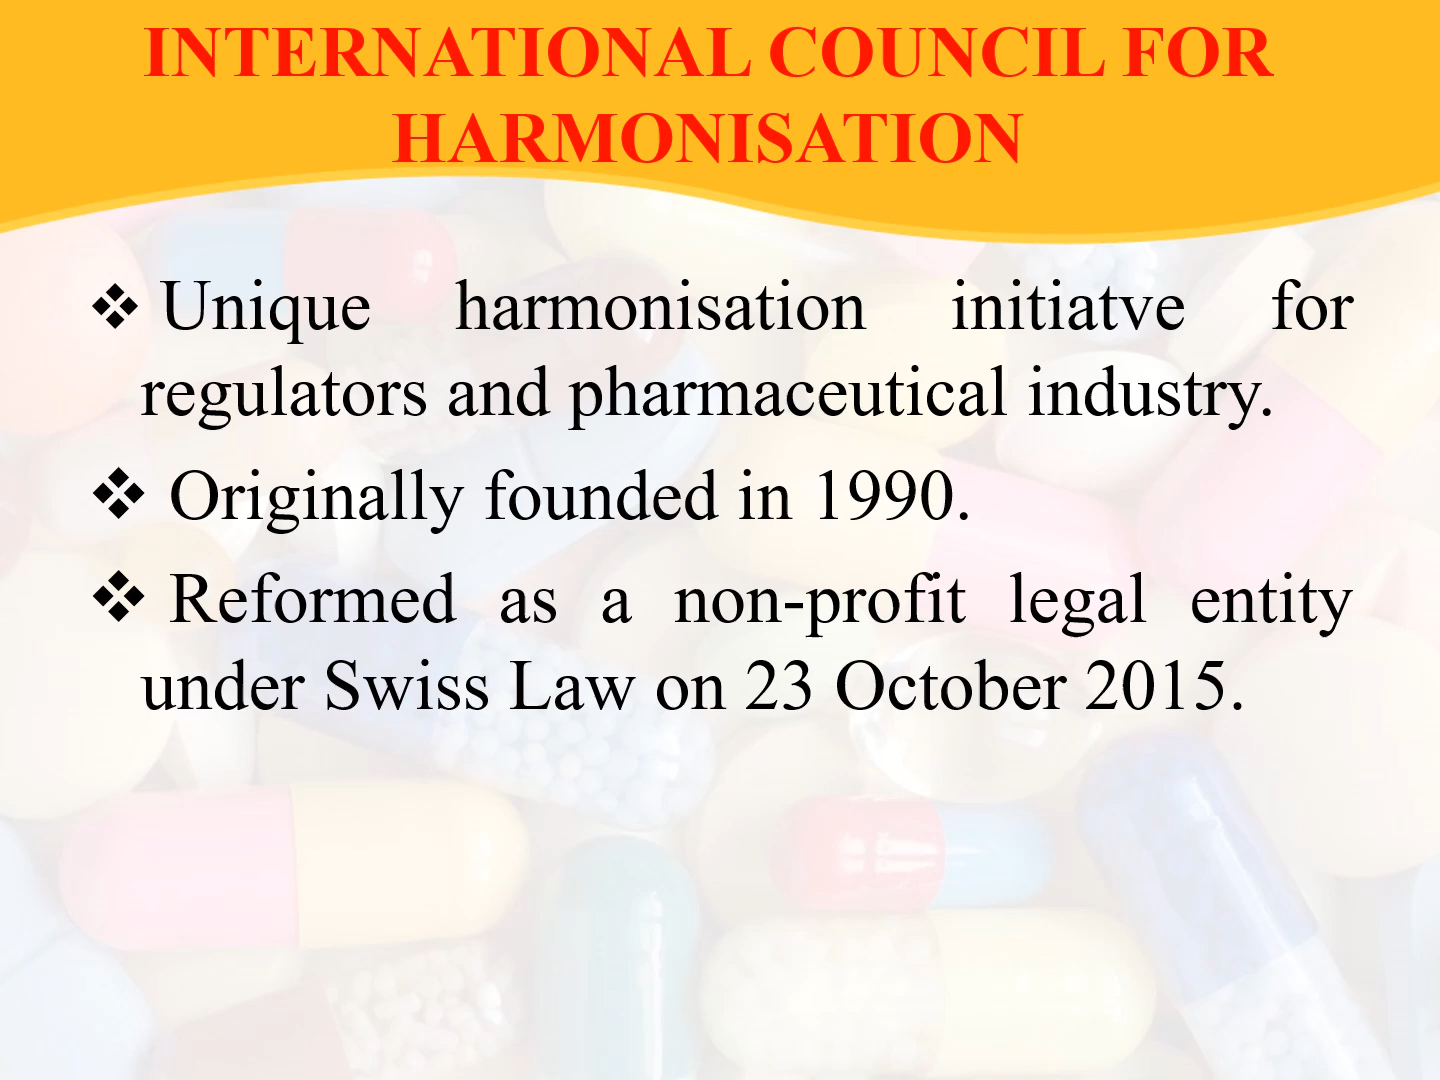 INTERNATIONAL COUNCIL FOR
HARMONISATION
❖ Unique harmonisation initiatve for
regulators and pharmaceutical industry.
❖ Originally founded in 1990.
❖ Reformed as a non-profit legal entity
under Swiss Law on 23 October 2015.